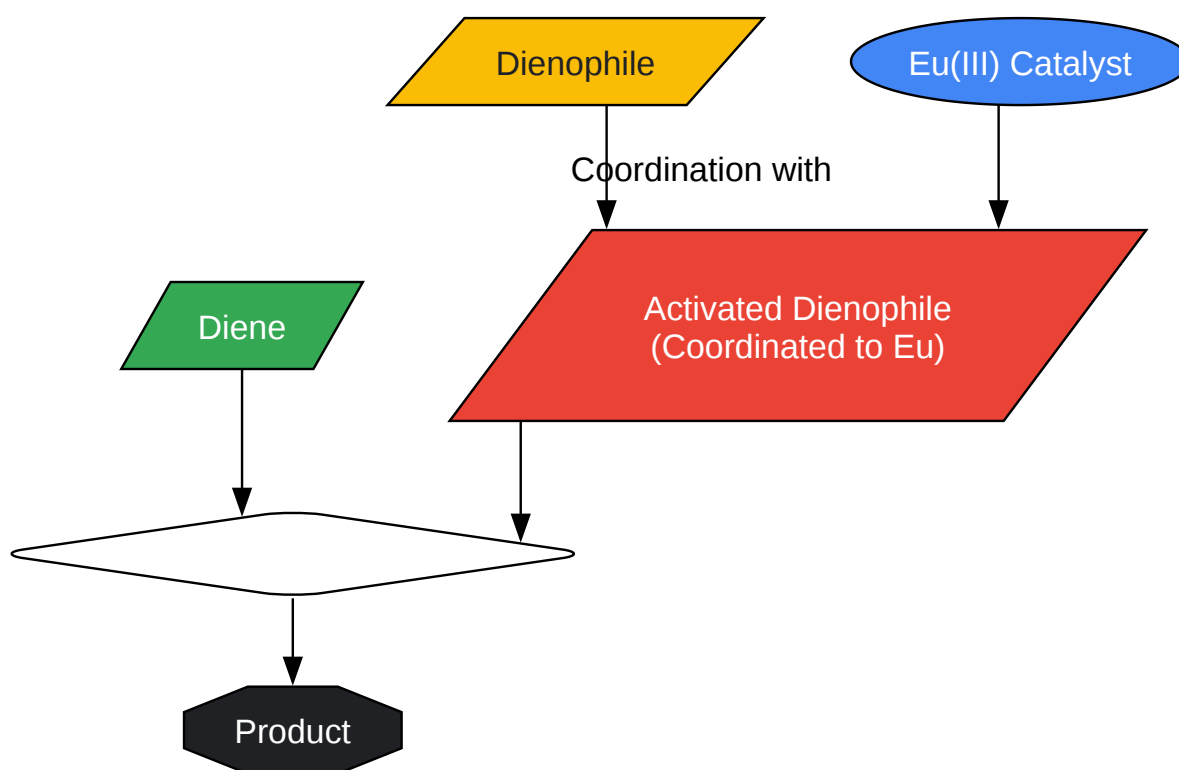 Dienophile
Eu(III) Catalyst
Coordination with
Activated Dienophile
(Coordinated to Eu)
Diene
Product